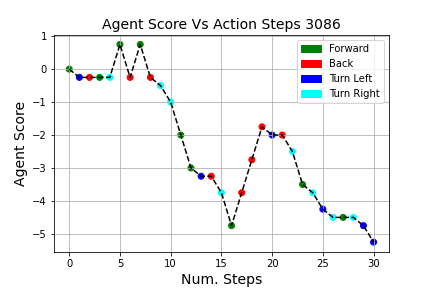 Agent Score Vs Action Steps 3086
Agent Score
1
0
−1
−2
−3
−4
−5
Forward
Back
Turn Left
Turn Right
0 5 10 15 20 25 30
Num. Steps